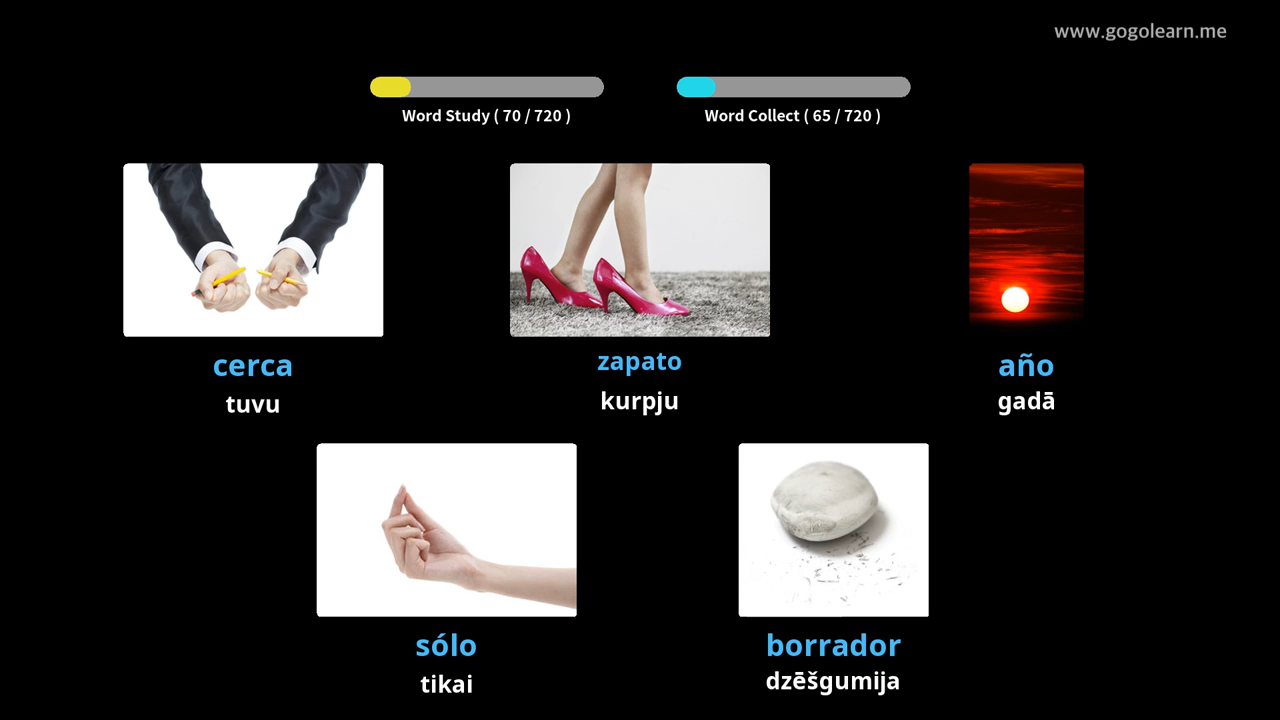 www.gogolearn.me
Word Study ( 70 / 720 )
Word Collect ( 65 / 720 )
cerca
tuvu
zapato
kurpju
año
gadā
sólo
tikai
borrador
dzēšgumija